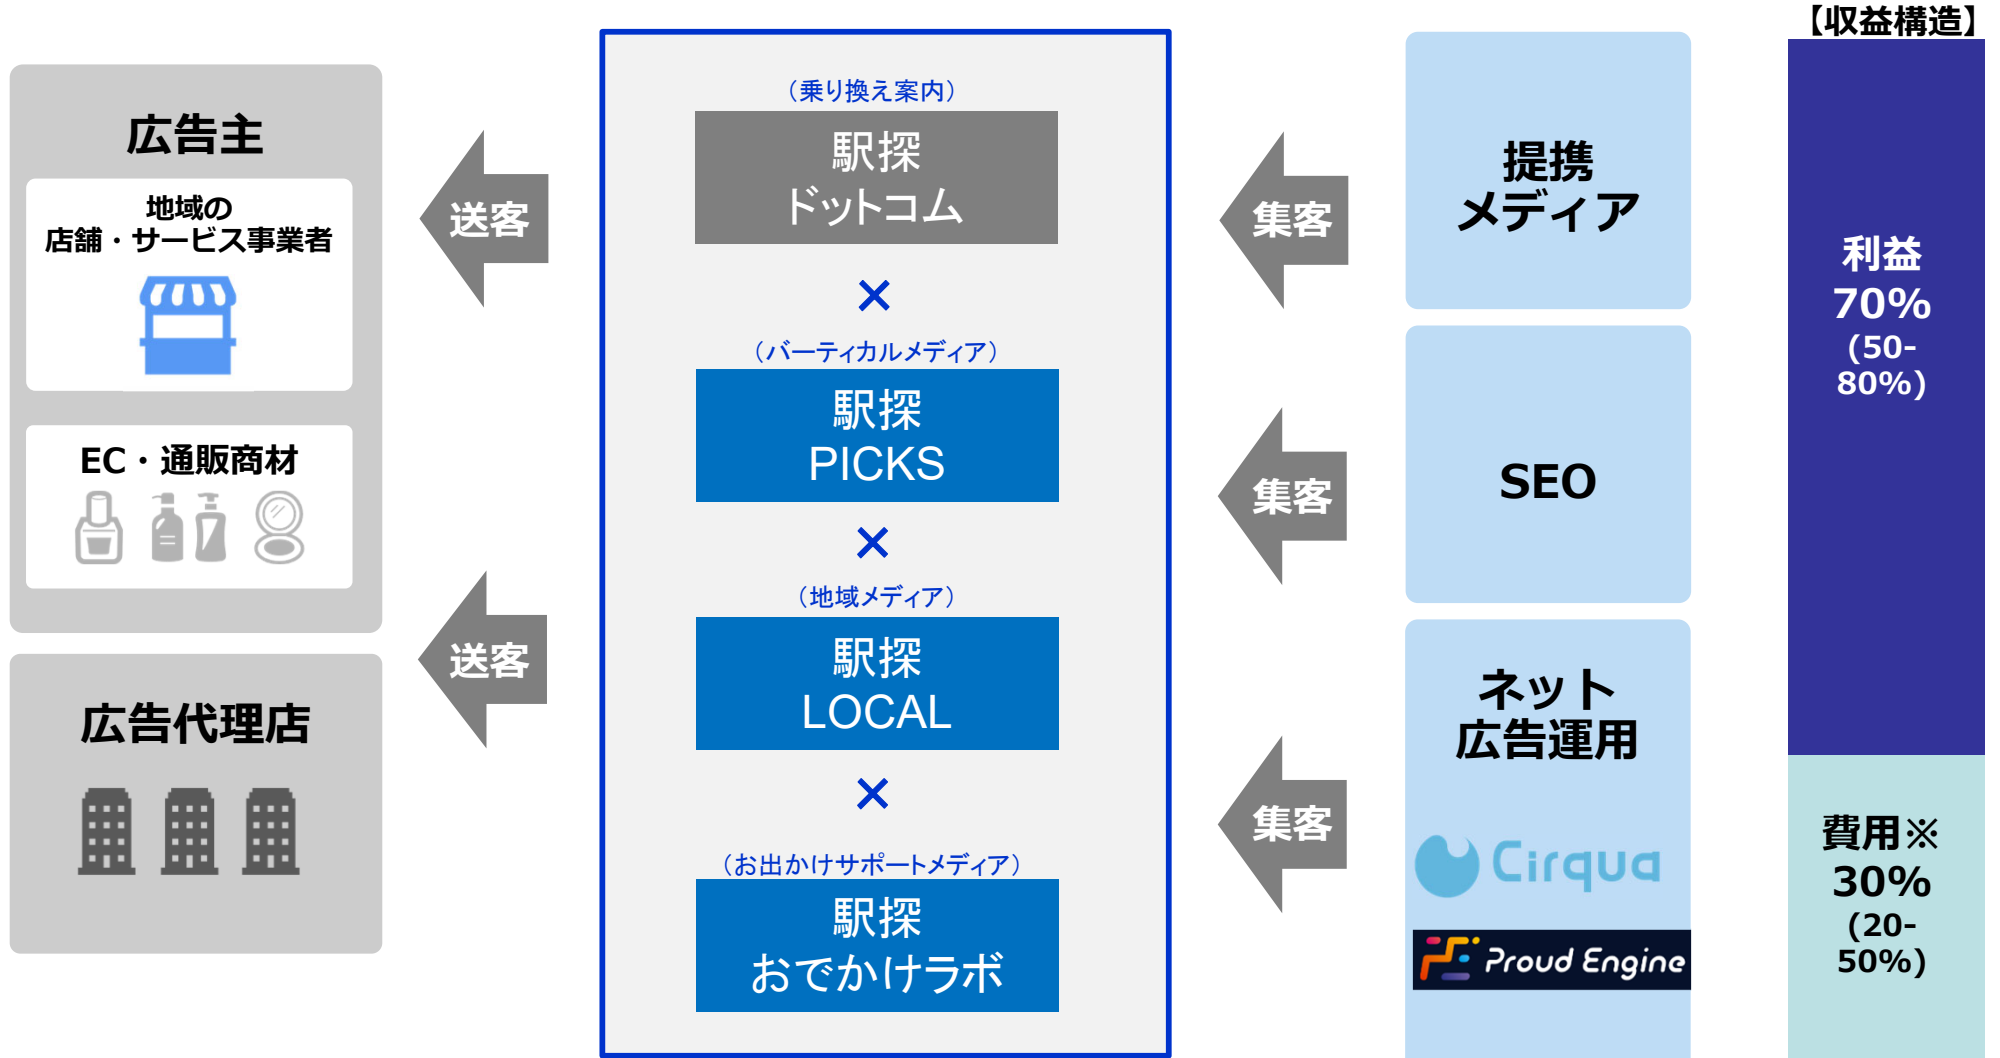 【収益構造】
広告主
地域の
店舗・サービス事業者
EC・通販商材
広告代理店
送客
送客
（乗り換え案内）
駅探
ドットコム
×
（バーティカルメディア）
駅探
PICKS
×
（地域メディア）
駅探
LOCAL
×
（お出かけサポートメディア）
駅探
おでかけラボ
集客
集客
集客
提携
メディア
SEO
ネット
広告運用
Cirqua
Proud Engine
利益
70%
(50-
80%)
費用※
30%
(20-
50%)